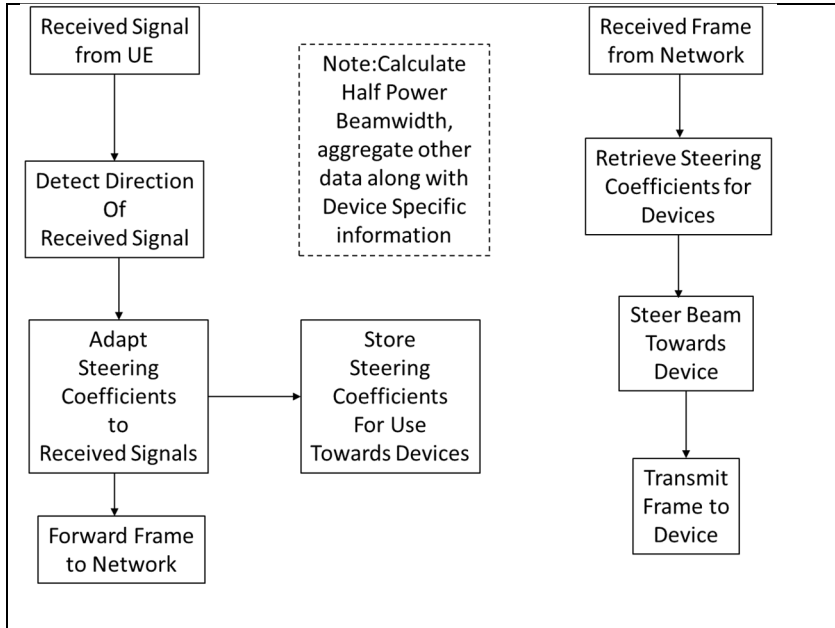 Received Signal
from UE
Detect Direction
Of
Received Signal
Adapt
Steering
Coefficients
to
Received Signals
Forward Frame
to Network
Note:Calculate
Half Power
Beamwidth,
aggregate other
data along with
Device Specific
information
Store
Steering
Coefficients
For Use
Towards Devices
Received Frame
from Network
Retrieve Steering
Coefficients for
Devices
Steer Beam
Towards
Device
Transmit
Frame to
Device